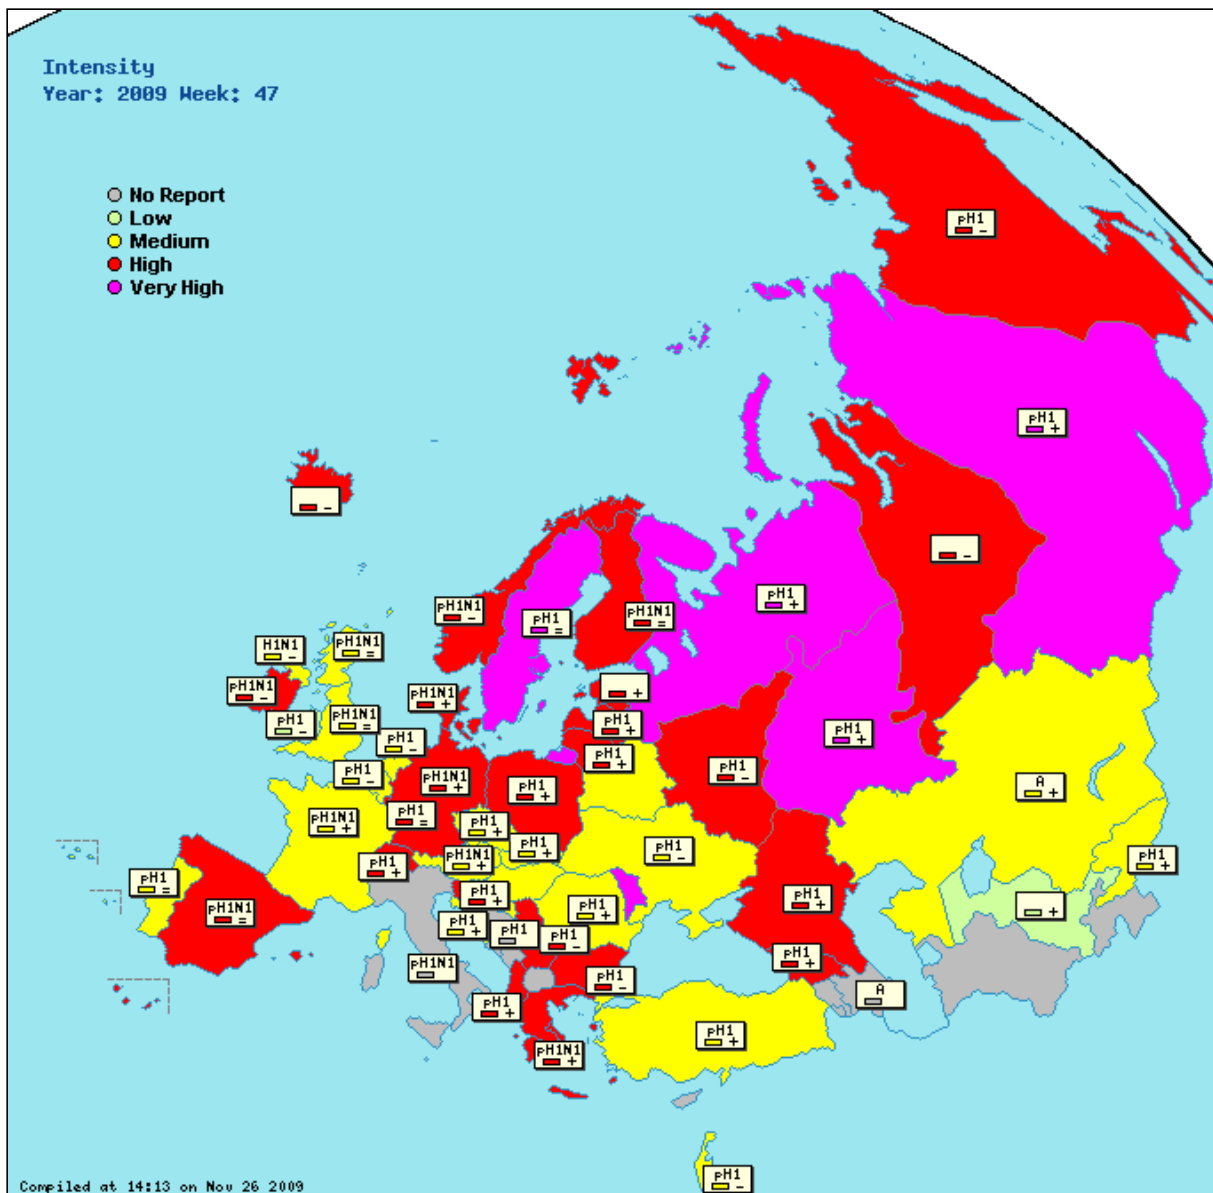 Intensity
Year: 2009 Week: 47
No Report
Low
Medium
High
Very High
pH1
-
pH1
+
-
-
pH1
+
pH1N1
-
pH1
=
pH1N1
=
H1N1
-
pH1N1
=
pH1N1
-
pH1
-
pH1N1
=
pH1N1
+
+
pH1
+
pH1
-
pH1
+
pH1
-
pH1
+
pH1
-
pH1N1
+
pH1
+
A
+
pH1
=
pH1N1
+
pH1
+
pH1
+
pH1
-
pH1N1
+
pH1
+
pH1
+
pH1
=
pH1
+
pH1
+
pH1N1
=
pH1
+
+
pH1
+
pH1
pH1
-
pH1N1
pH1
+
pH1
-
A
pH1
+
pH1
+
pH1N1
+
pH1
-
Compiled at 14:13 on Nov 26 2009